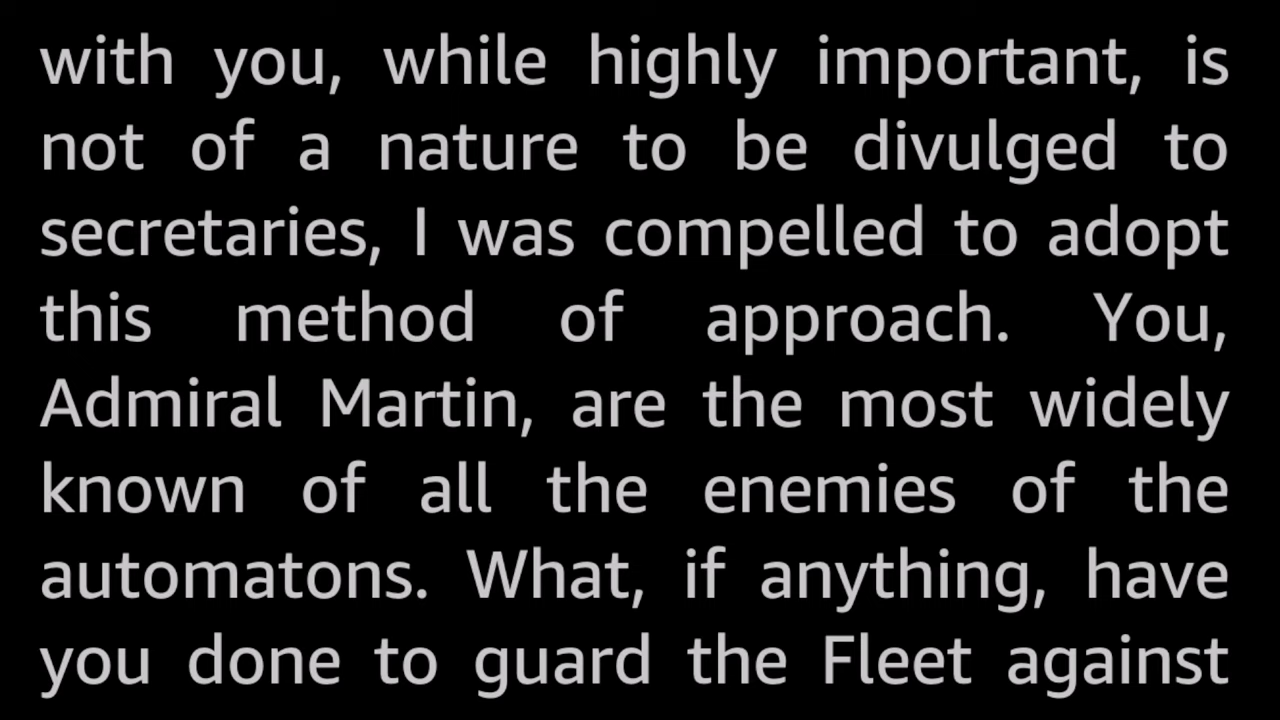 with you, while highly important, is
not of a nature to be divulged to
secretaries, I was compelled to adopt
this method of approach. You,
Admiral Martin, are the most widely
known of all the enemies of the
automatons. What, if anything, have
you done to guard the Fleet against